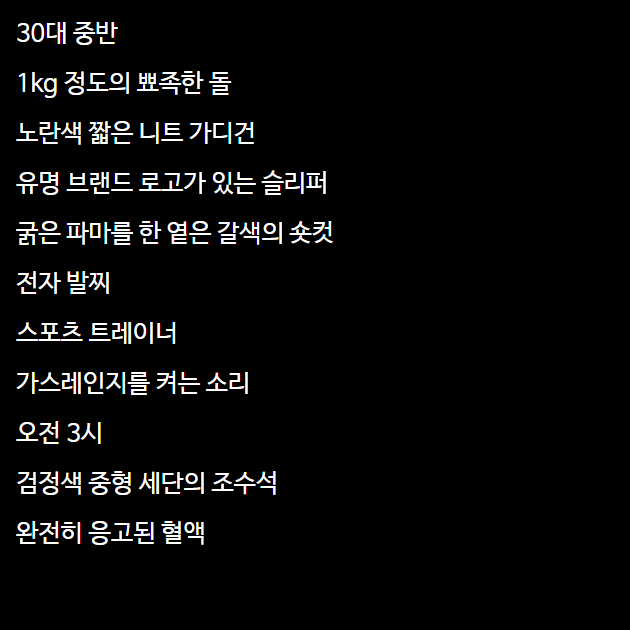 30대 중반
1kg 정도의 뾰족한 돌
노란색 짧은 니트 가디건
유명 브랜드 로고가 있는 슬리퍼
굵은 파마를 한 옅은 갈색의 숏컷
전자 발찌
스포츠 트레이너
가스레인지를 켜는 소리
오전 3시
검정색 중형 세단의 조수석
완전히 응고된 혈액